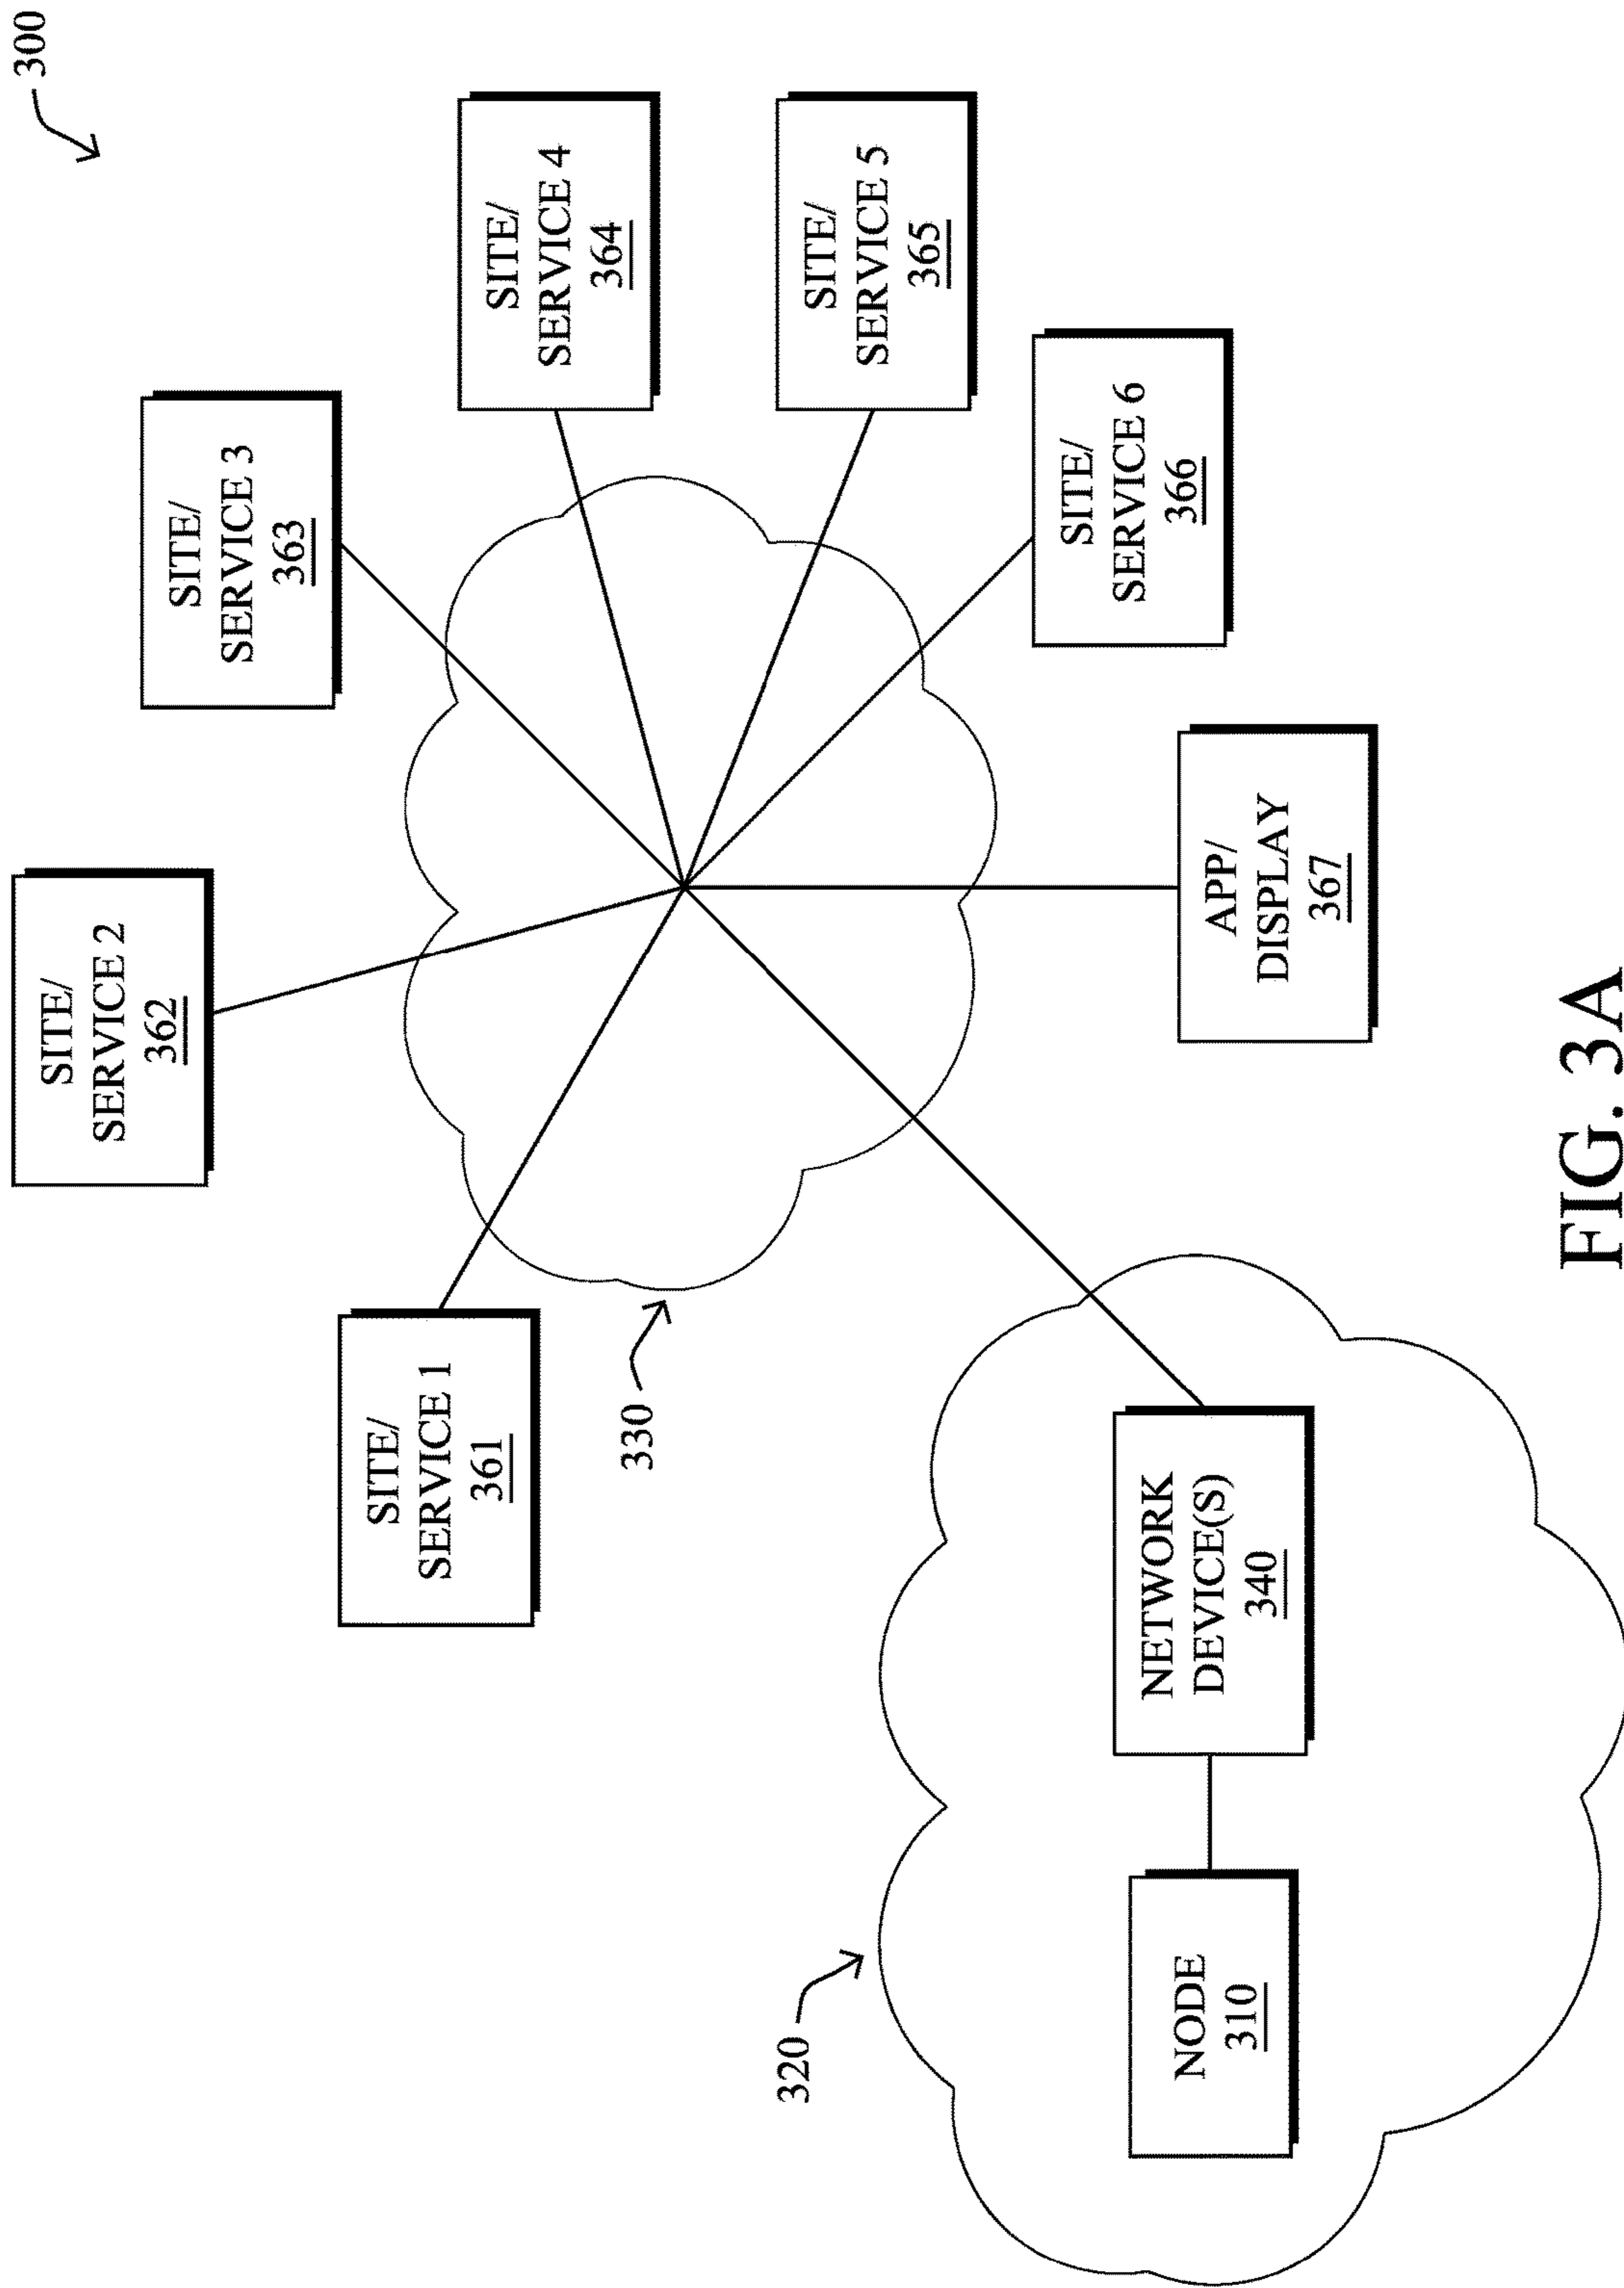 300
SITE/
SERVICE 2
362
SITE/
SERVICE 3
363
SITE/
SERVICE 1
361
SITE/
SERVICE 4
364
330
SITE/
SERVICE 5
365
320
SITE/
SERVICE 6
366
NODE
310
NETWORK
DEVICE(S)
340
APP/
DISPLAY
367
FIG. 3A